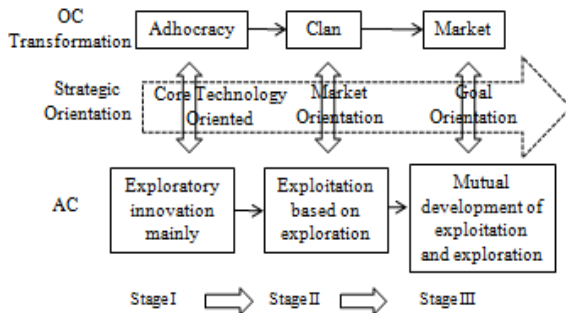 OC
Transformation
Adhocracy
Clan
Market
Strategic
Orientation
Core Technology
Oriented
Market
Orientation
Goal
Orientation
AC
Exploratory
innovation
mainly
Exploitation
based on
exploration
Mutual
development of
exploitation
and exploration
Stage I
Stage II
Stage III